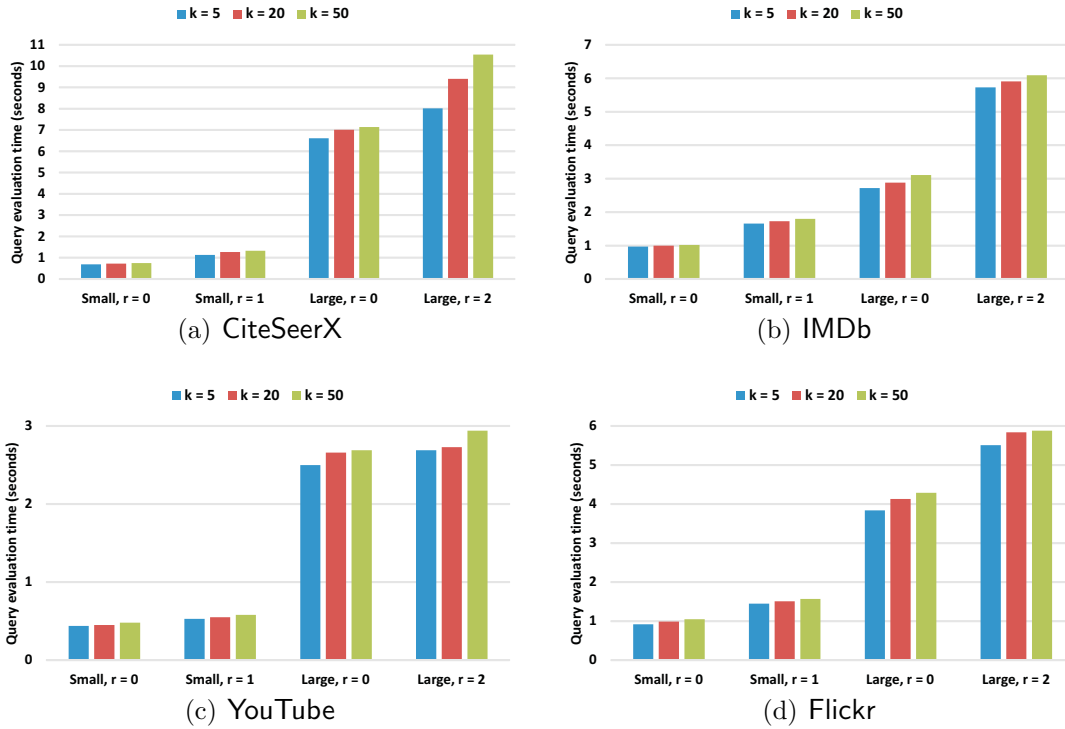 k = 5 k = 20 k = 50
Query evaluation time (seconds)
11
10
9
8
7
6
5
4
3
2
1
0
Small, r = 0 Small, r = 1 Large, r = 0 Large, r = 2
(a) CiteSeerX
k = 5 k = 20 k = 50
Query evaluation time (seconds)
7
6
5
4
3
2
1
0
Small, r = 0 Small, r = 1 Large, r = 0 Large, r = 2
(b) IMDb
k = 5 k = 20 k = 50
Query evaluation time (seconds)
3
2
1
0
Small, r = 0 Small, r = 1 Large, r = 0 Large, r = 2
(c) YouTube
k = 5 k = 20 k = 50
Query evaluation time (seconds)
6
5
4
3
2
1
0
Small, r = 0 Small, r = 1 Large, r = 0 Large, r = 2
(d) Flickr